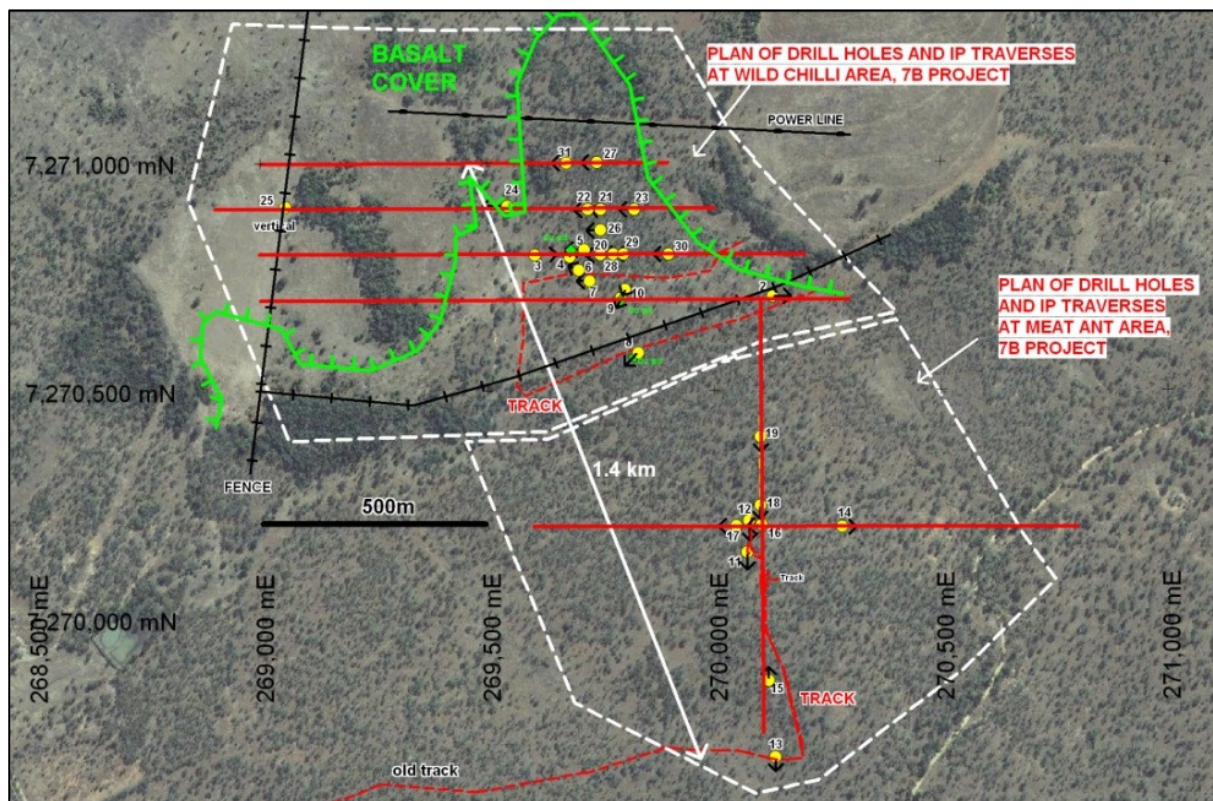 BASALT
COVER
PLAN OF DRILL HOLES AND IP TRAVERSES
AT WILD CHILLI AREA, 7B PROJECT
POWER LINE
7,271,000 mN
31
27
25
24
22
21
23
vertical
26
5
20
29
30
3
4
6
28
7
10
9
2
PLAN OF DRILL HOLES
AND IP TRAVERSES
AT MEAT ANT AREA,
7B PROJECT
8
7,270,500 mN
TRACK
19
1.4 km
FENCE
500m
18
12
14
17
16
11
Track
7,270,000 mN
268,500 mE
269,000 mE
269,500 mE
270,000 mE
270,500 mE
271,000 mE
15
TRACK
13
old track